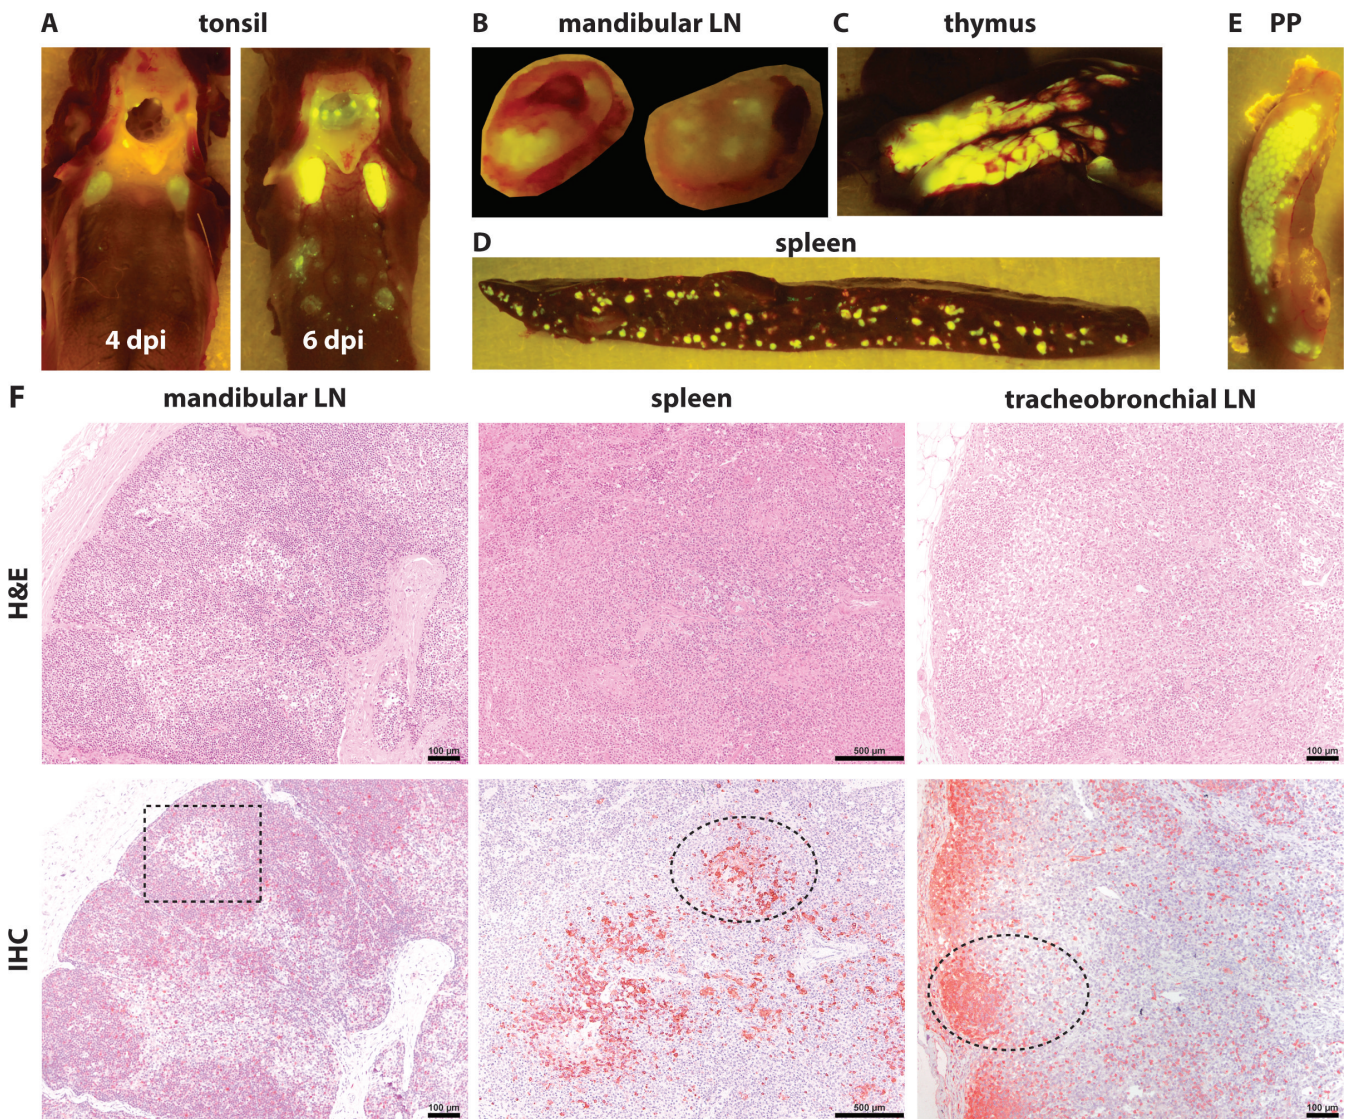 A tonsil
B mandibular LN
C thymus
E PP
4 dpi
6 dpi
D spleen
F mandibular LN
spleen
tracheobronchial LN
H&E
100 µm
500 µm
100 µm
IHC
100 µm
500 µm
100 µm